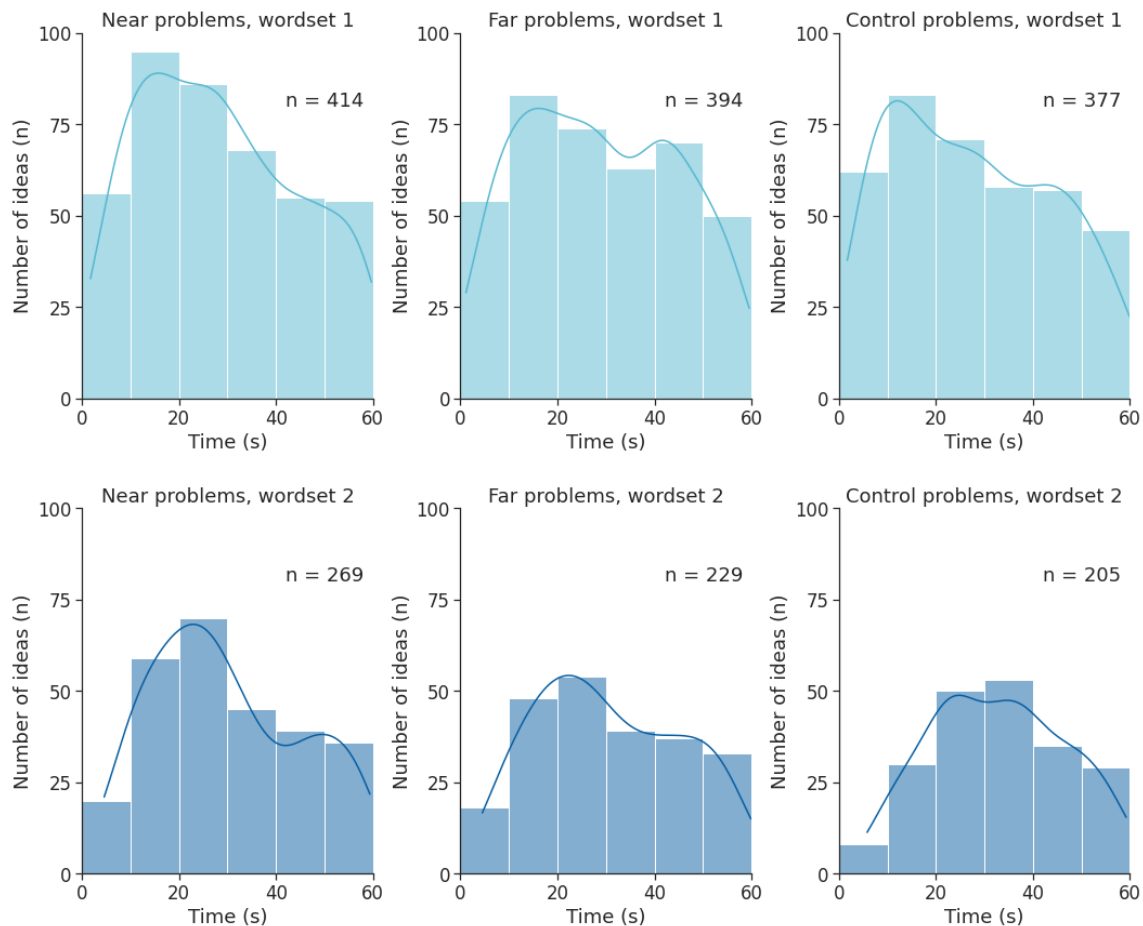 Near problems, wordset 1
100
75
50
25
0
Number of ideas (n)
n = 414
0 20 40 60
Time (s)
Far problems, wordset 1
100
75
50
25
0
Number of ideas (n)
n = 394
0 20 40 60
Time (s)
Control problems, wordset 1
100
75
50
25
0
Number of ideas (n)
n = 377
0 20 40 60
Time (s)
Near problems, wordset 2
100
75
50
25
0
Number of ideas (n)
n = 269
0 20 40 60
Time (s)
Far problems, wordset 2
100
75
50
25
0
Number of ideas (n)
n = 229
0 20 40 60
Time (s)
Control problems, wordset 2
100
75
50
25
0
Number of ideas (n)
n = 205
0 20 40 60
Time (s)